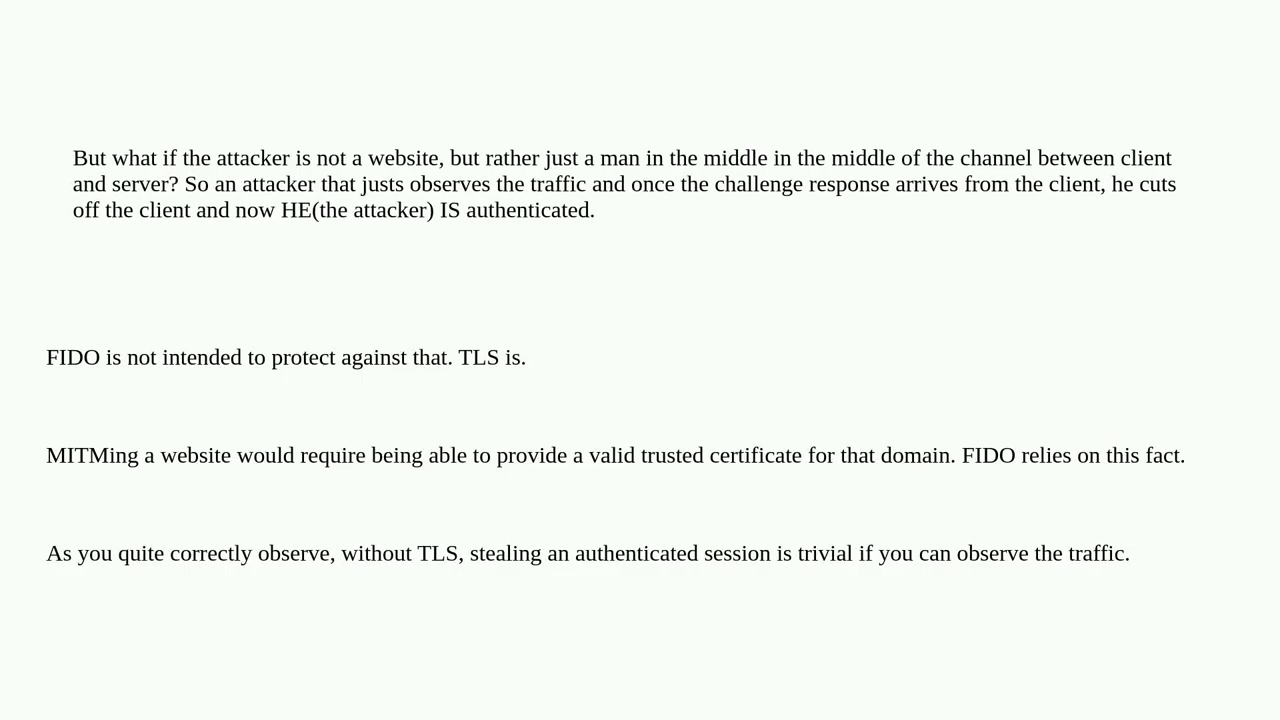 But what if the attacker is not a website, but rather just a man in the middle in the middle of the channel between client
and server? So an attacker that justs observes the traffic and once the challenge response arrives from the client, he cuts
off the client and now HE(the attacker) IS authenticated.
FIDO is not intended to protect against that. TLS is.
MITMing a website would require being able to provide a valid trusted certificate for that domain. FIDO relies on this fact.
As you quite correctly observe, without TLS, stealing an authenticated session is trivial if you can observe the traffic.